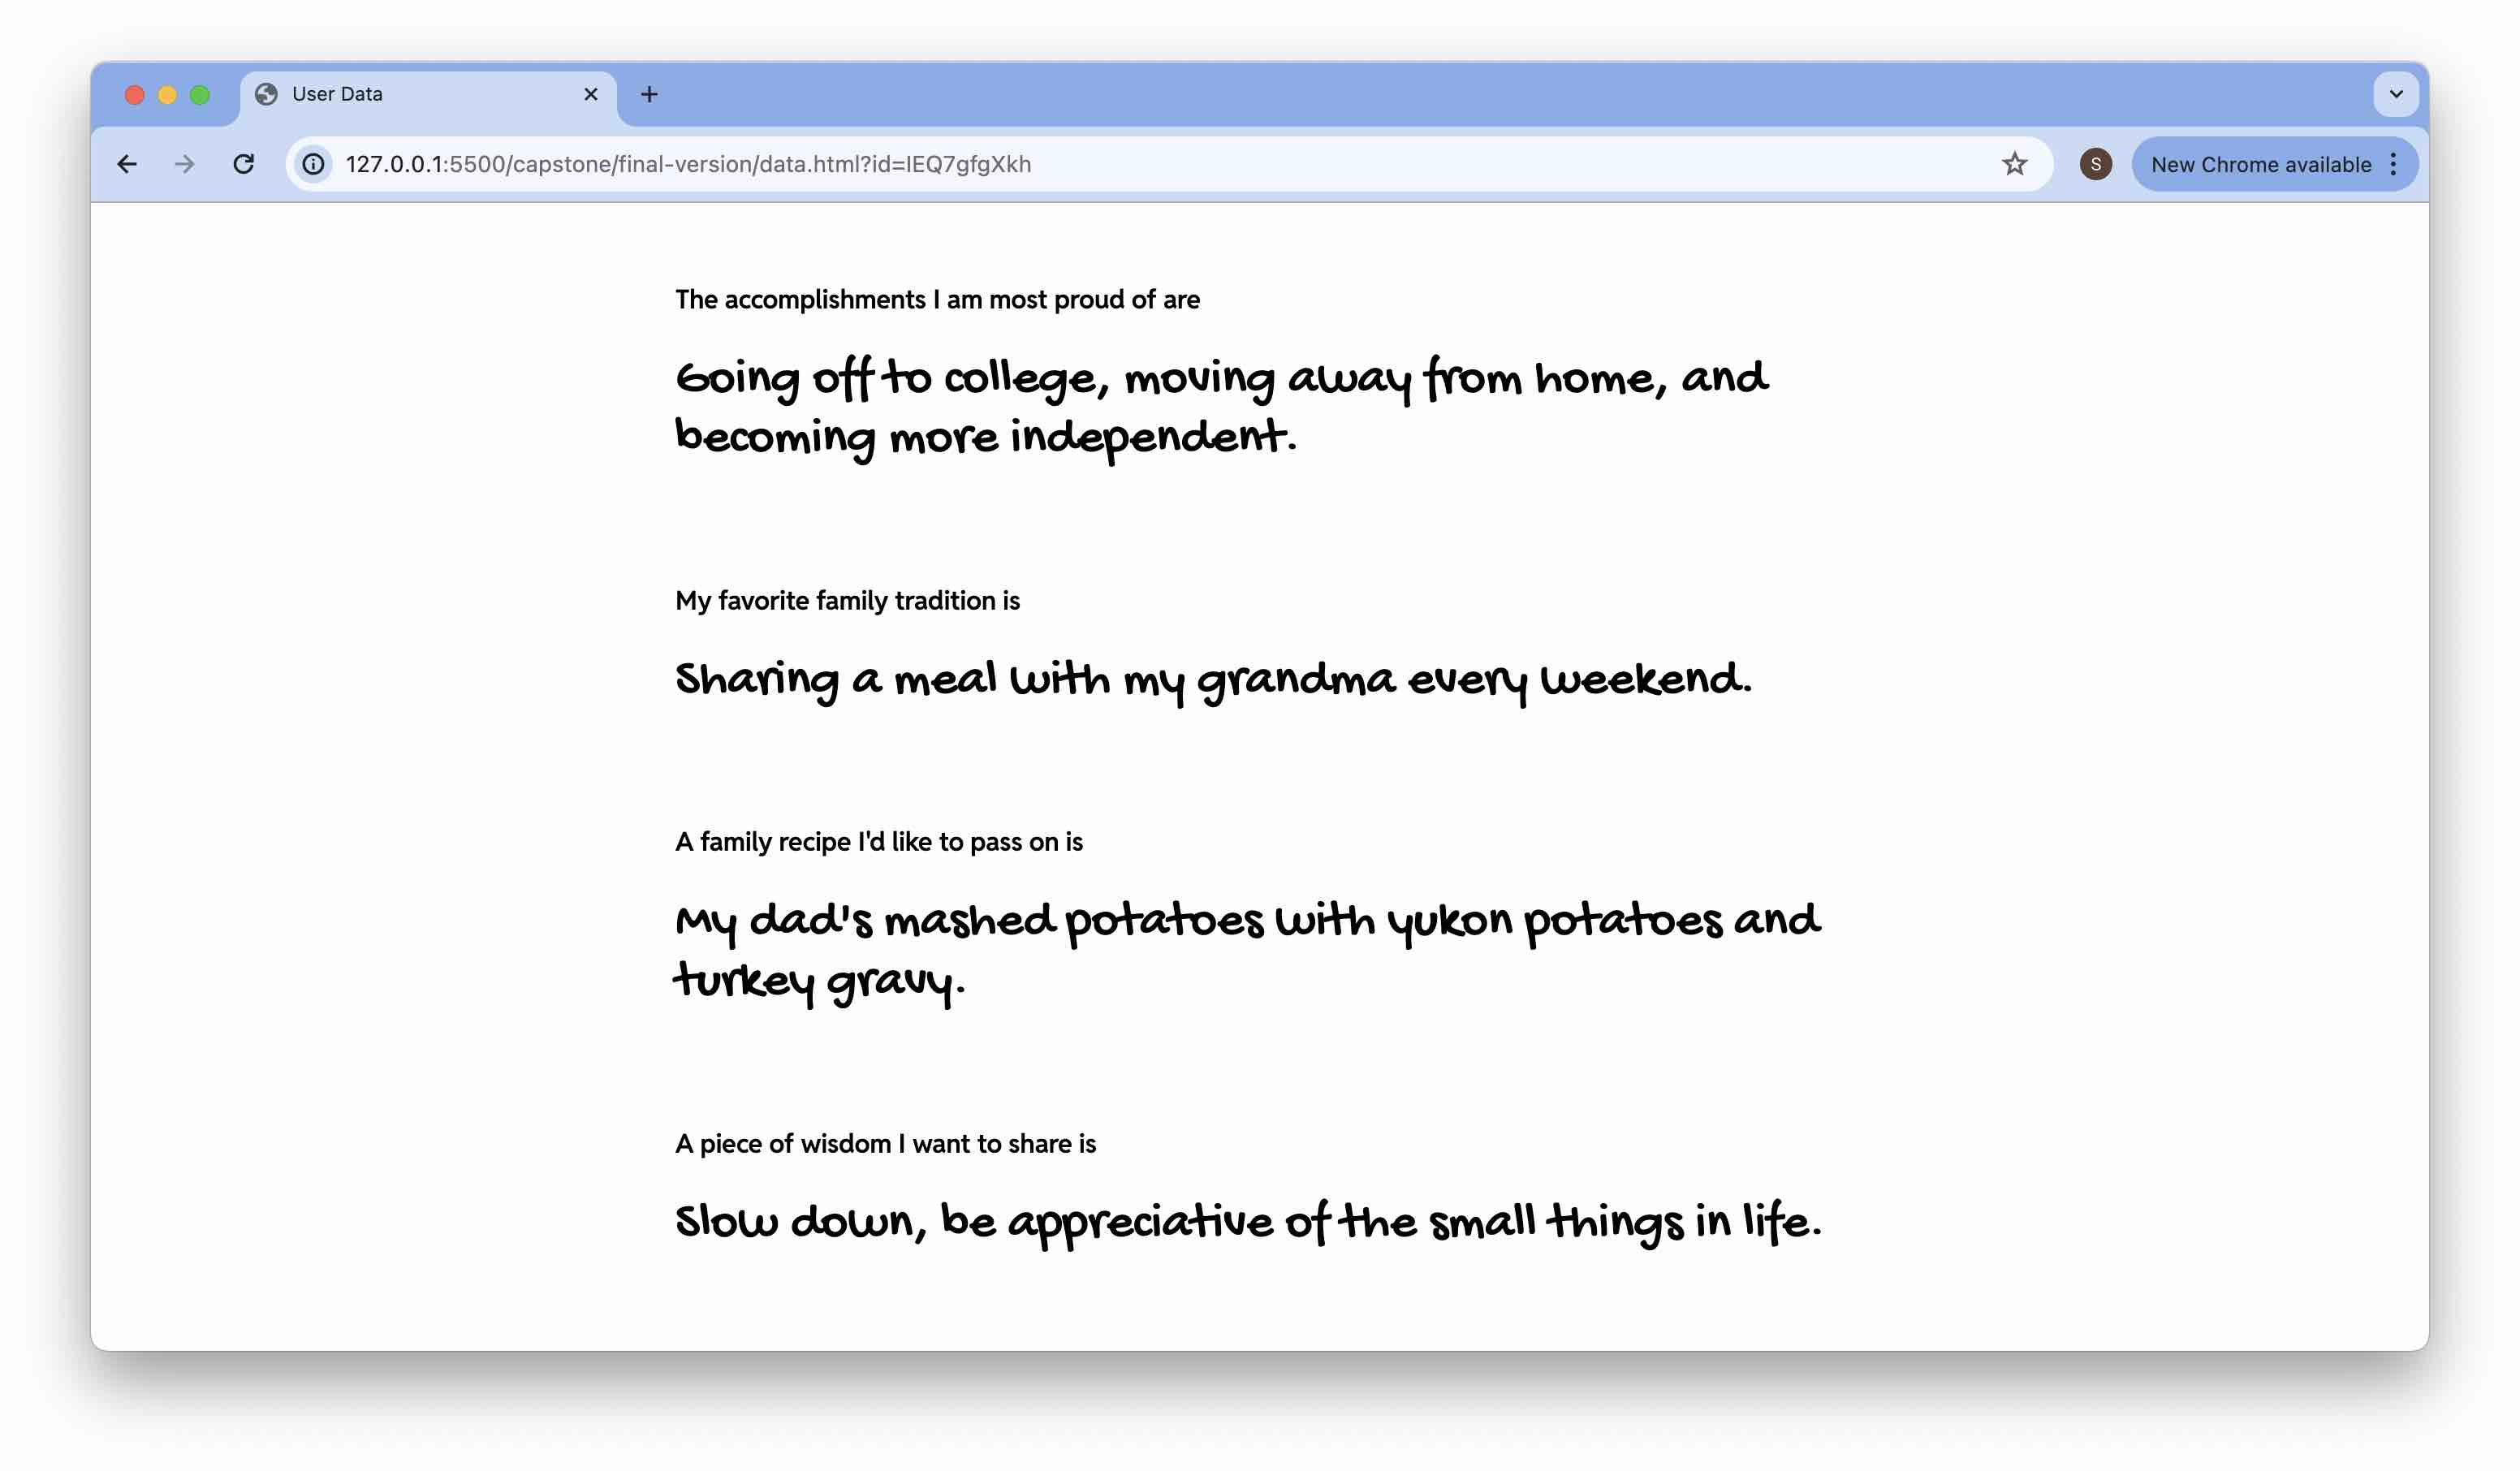 User Data
127.0.0.1:5500/capstone/final-version/data.html?id=IEQ7gfgXkh
S
New Chrome available
The accomplishments I am most proud of are
Going off to college, moving away from home, and
becoming more independent.
My favorite family tradition is
Sharing a meal with my grandma every weekend.
A family recipe I'd like to pass on is
My dad's mashed potatoes with yukon potatoes and
turkey gravy.
A piece of wisdom I want to share is
Slow down, be appreciative of the small things in life.